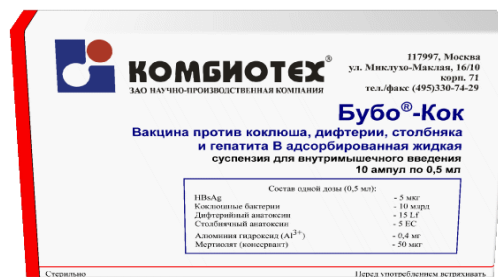 КОМБИОТЕХ®
ЗАО НАУЧНО-ПРОИЗВОДСТВЕННАЯ КОМПАНИЯ
117997, Москва
ул. Миклухо-Маклая, 16/10
корп. 71
тел./факс (495)330-74-29
Бубо®-Кок
Вакцина против коклюша, дифтерии, столбняка
и гепатита В адсорбированная жидкая
суспензия для внутримышечного введения
10 ампул по 0,5 мл
Состав одной дозы (0,5 мл):
HBsAg - 5 мкг
Коклюшные бактерии - 10 млрд
Дифтерийный анатоксин - 15 Lf
Столбнячный анатоксин - 5 ЕС
Алюминия гидроксид (Al³⁺) - 0,4 мг
Мертиолят (консервант) - 50 мкг
Стерильно Перед употреблением встряхивать